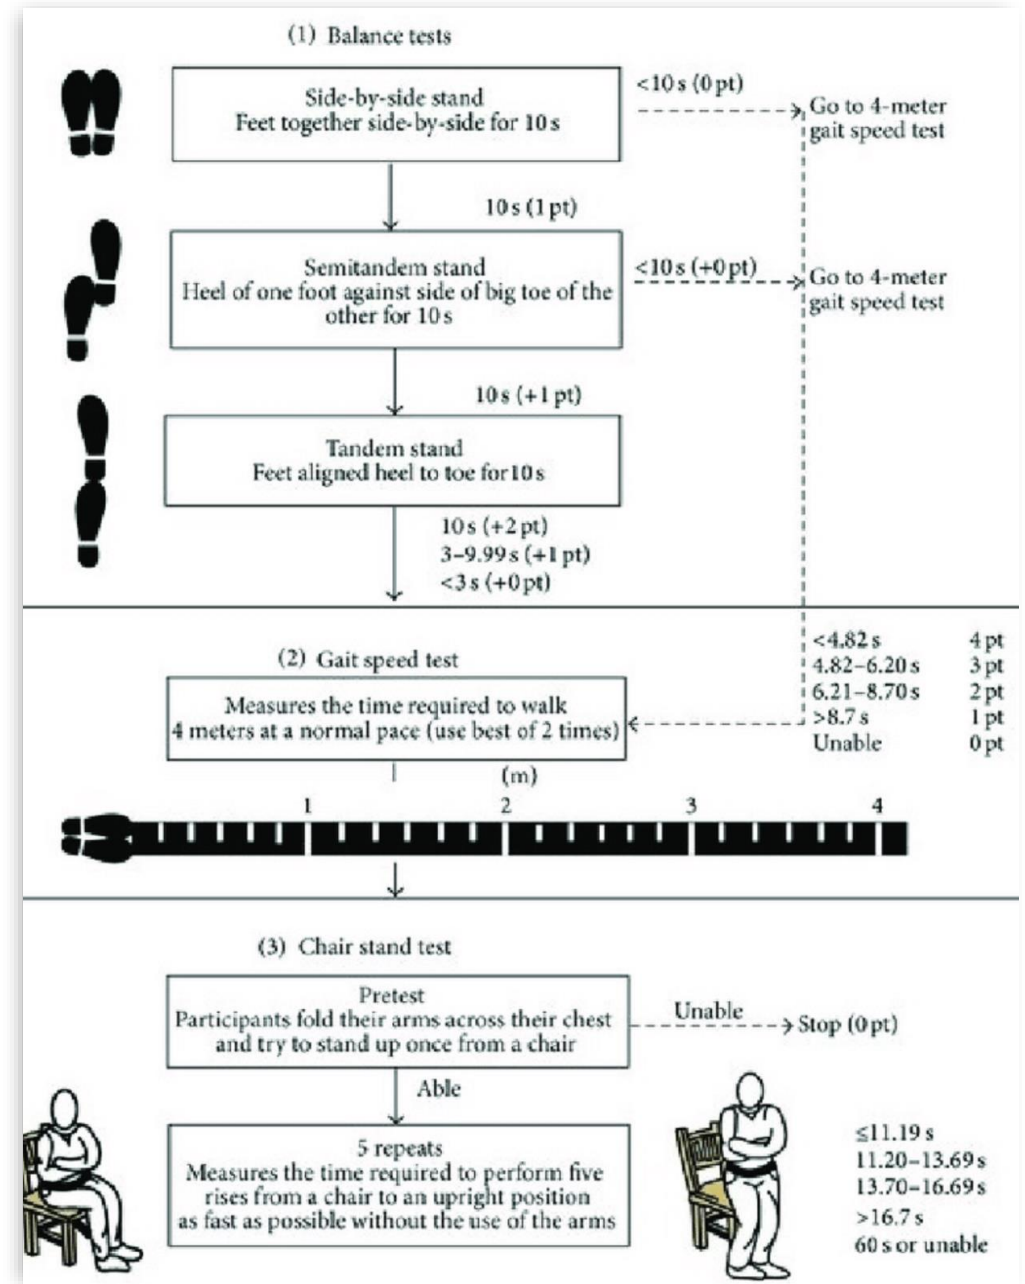 (1) Balance tests
Side-by-side stand
Feet together side-by-side for 10 s
<10 s (0 pt)
Go to 4-meter
gait speed test
10 s (1 pt)
Semitandem stand
Heel of one foot against side of big toe of the
other for 10 s
<10 s (+0 pt)
Go to 4-meter
gait speed test
10 s (+1 pt)
Tandem stand
Feet aligned heel to toe for 10 s
10 s (+2 pt)
3–9.99 s (+1 pt)
<3 s (+0 pt)
(2) Gait speed test
Measures the time required to walk
4 meters at a normal pace (use best of 2 times)
<4.82 s 4 pt
4.82–6.20 s 3 pt
6.21–8.70 s 2 pt
>8.7 s 1 pt
Unable 0 pt
(m)
1 2 3 4
(3) Chair stand test
Pretest
Participants fold their arms across their chest
and try to stand up once from a chair
Unable
Stop (0 pt)
Able
5 repeats
Measures the time required to perform five
rises from a chair to an upright position
as fast as possible without the use of the arms
≤11.19 s
11.20–13.69 s
13.70–16.69 s
>16.7 s
60 s or unable